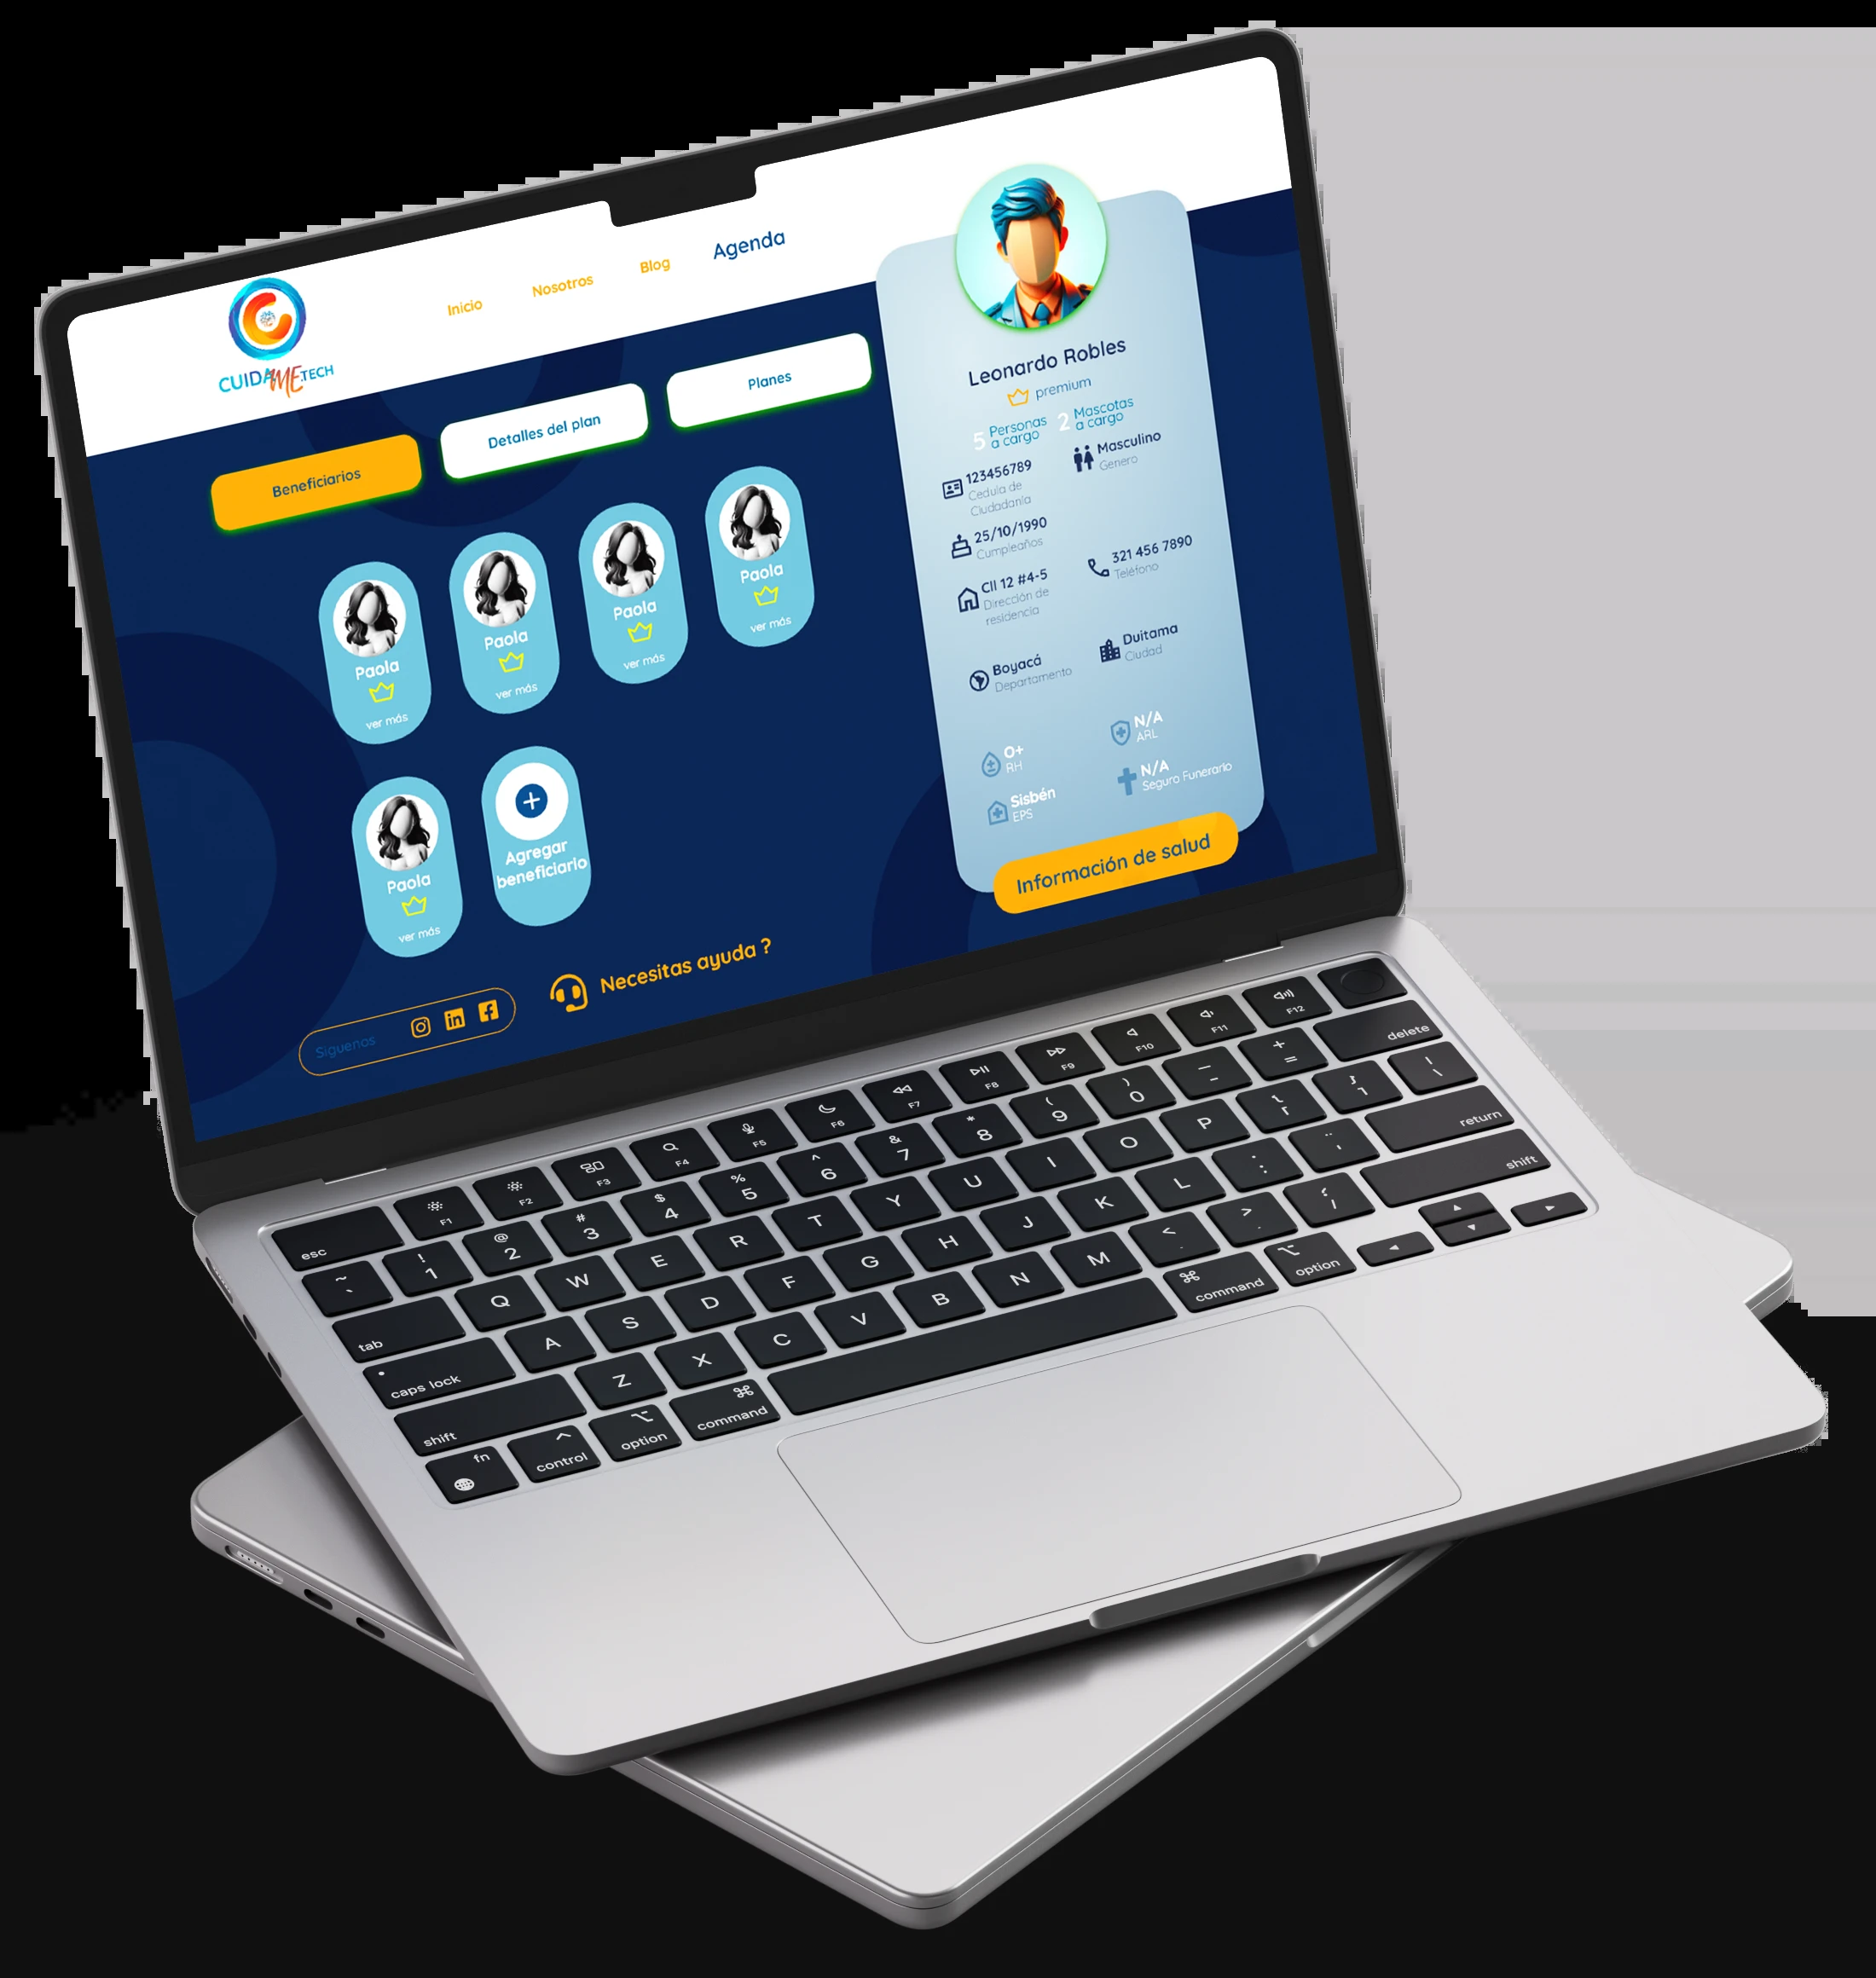 CUIDAME.TECH
Inicio
Nosotros
Blog
Agenda
Beneficiarios
Detalles del plan
Planes
Paola
ver más
Paola
ver más
Paola
ver más
Paola
ver más
Paola
ver más
Agregar
beneficiario
Siguenos
Necesitas ayuda ?
Leonardo Robles
premium
5 Personas
a cargo
2 Mascotas
a cargo
123456789
Cedula de
Ciudadanía
Masculino
Genero
25/10/1990
Cumpleaños
321 456 7890
Teléfono
Cll 12 #4-5
Dirección de
residencia
Duitama
Ciudad
Boyacá
Departamento
N/A
ARL
O+
RH
N/A
Seguro Funerario
Sisbén
EPS
Información de salud
esc F1 F2 F3 F4 F5 F6 F7 F8 F9 F10 F11 F12
~ ` ! 1 @ 2 # 3 $ 4 % 5 ^ 6 & 7 * 8 ( 9 ) 0 — - + = delete
tab Q W E R T Y U I O P
caps lock A S D F G H J K L return
shift Z X C V B N M < > shift
fn control option command command option